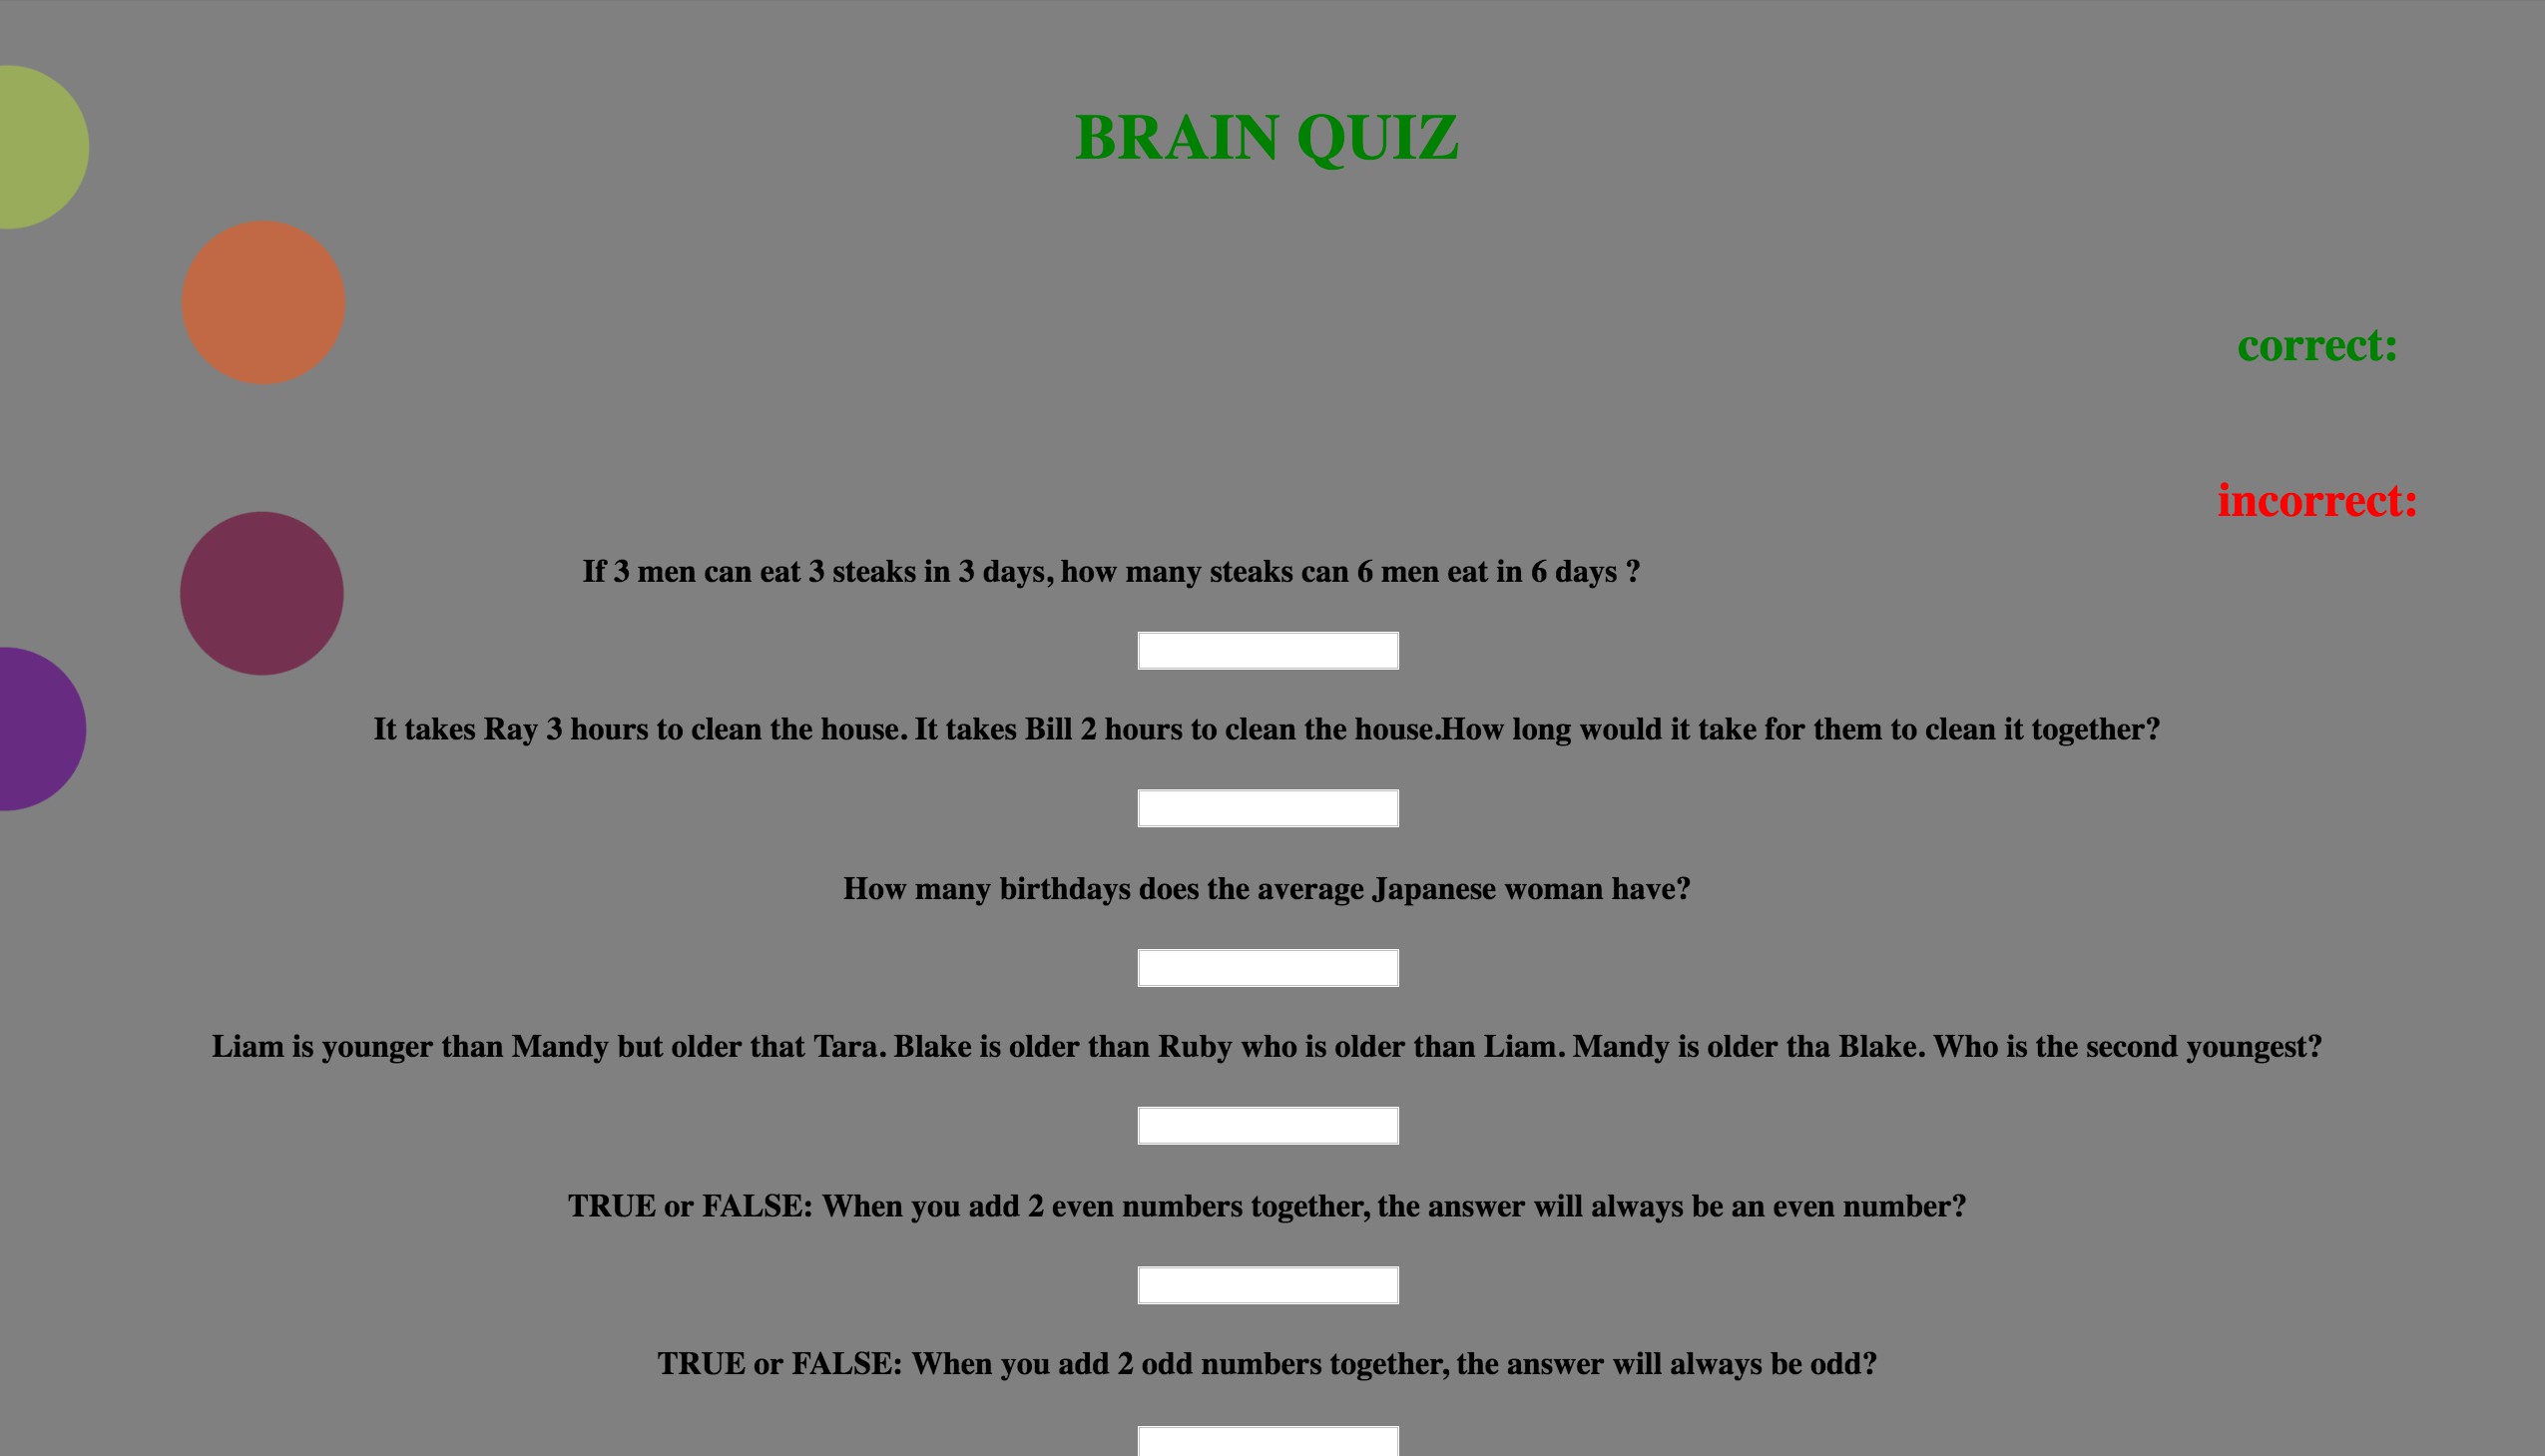 BRAIN QUIZ
correct:
incorrect:
If 3 men can eat 3 steaks in 3 days, how many steaks can 6 men eat in 6 days ?
It takes Ray 3 hours to clean the house. It takes Bill 2 hours to clean the house.How long would it take for them to clean it together?
How many birthdays does the average Japanese woman have?
Liam is younger than Mandy but older that Tara. Blake is older than Ruby who is older than Liam. Mandy is older tha Blake. Who is the second youngest?
TRUE or FALSE: When you add 2 even numbers together, the answer will always be an even number?
TRUE or FALSE: When you add 2 odd numbers together, the answer will always be odd?